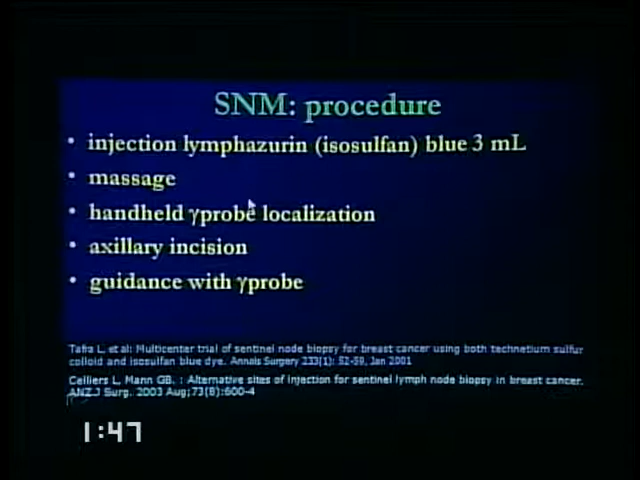 SNM: procedure
• injection lymphazurin (isosulfan) blue 3 mL
• massage
• handheld γprobe localization
• axillary incision
• guidance with γprobe
Tafra L, et al: Multicenter trial of sentinel node biopsy for breast cancer using both technetium sulfur
colloid and isosulfan blue dye. Annals Surgery 233(1): 52-59, Jan 2001
Celliers L, Mann GB. : Alternative sites of injection for sentinel lymph node biopsy in breast cancer.
ANZ J Surg. 2003 Aug;73(8):600-4
1:47